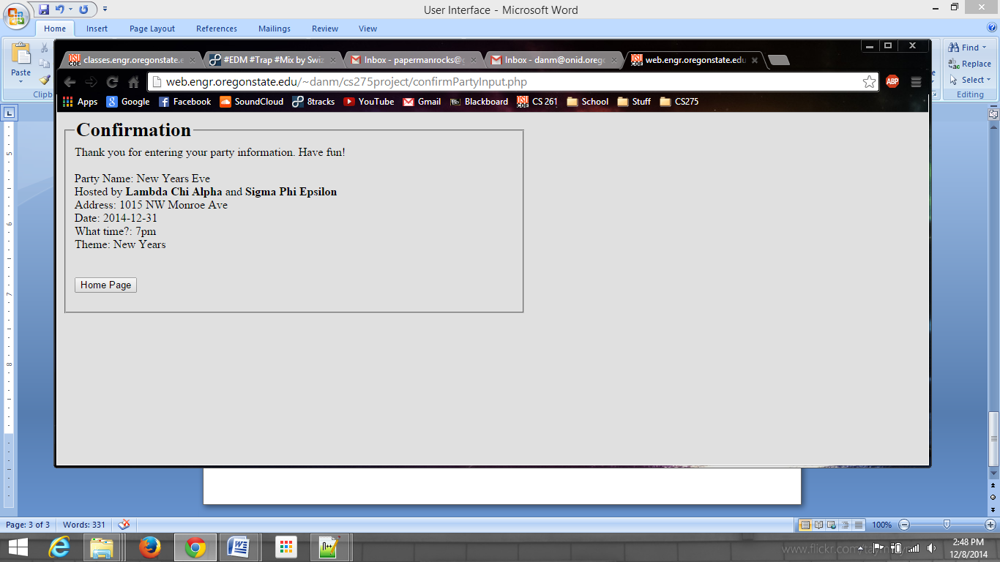 User Interface - Microsoft Word
Home Insert Page Layout References Mailings Review View
Paste
Clipb
Find
Replace
Select
Editing
classes.engr.oregonstate.e #EDM #Trap #Mix by Swiz Inbox - papermanrocks@g Inbox - danm@onid.oreg web.engr.oregonstate.edu
web.engr.oregonstate.edu/~danm/cs275project/confirmPartyInput.php
ABP
Apps Google Facebook SoundCloud 8tracks YouTube Gmail Blackboard CS 261 School Stuff CS275
Confirmation
Thank you for entering your party information. Have fun!
Party Name: New Years Eve
Hosted by Lambda Chi Alpha and Sigma Phi Epsilon
Address: 1015 NW Monroe Ave
Date: 2014-12-31
What time?: 7pm
Theme: New Years
Home Page
5
6
7
8
Page: 3 of 3 Words: 331 100%
2:48 PM
12/8/2014